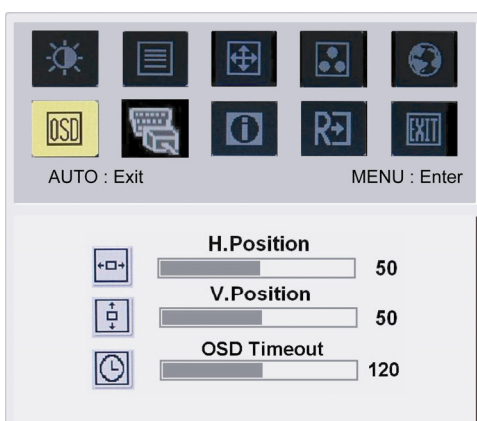 OSD
R
EXIT
AUTO : Exit MENU : Enter
H.Position
50
V.Position
50
OSD Timeout
120